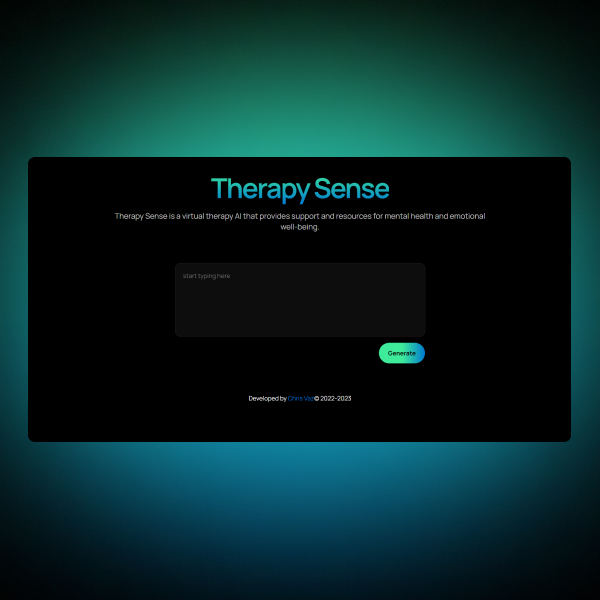 Therapy Sense
Therapy Sense is a virtual therapy AI that provides support and resources for mental health and emotional
well-being.
start typing here
Generate
Developed by Chris Vaz© 2022-2023